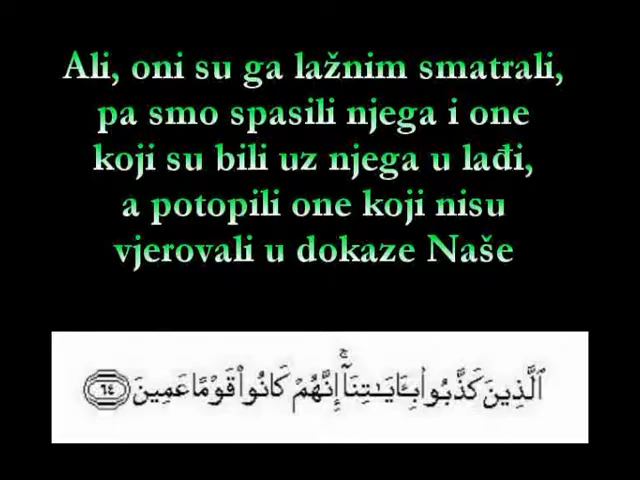 Ali, oni su ga lažnim smatrali,
pa smo spasili njega i one
koji su bili uz njega u lađi,
a potopili one koji nisu
vjerovali u dokaze Naše
ٱلَّذِينَ كَذَّبُوا۟ بِـَٔايَـٰتِنَآ ۚ إِنَّهُمْ كَانُوا۟ قَوْمًا عَمِينَ ٦٤